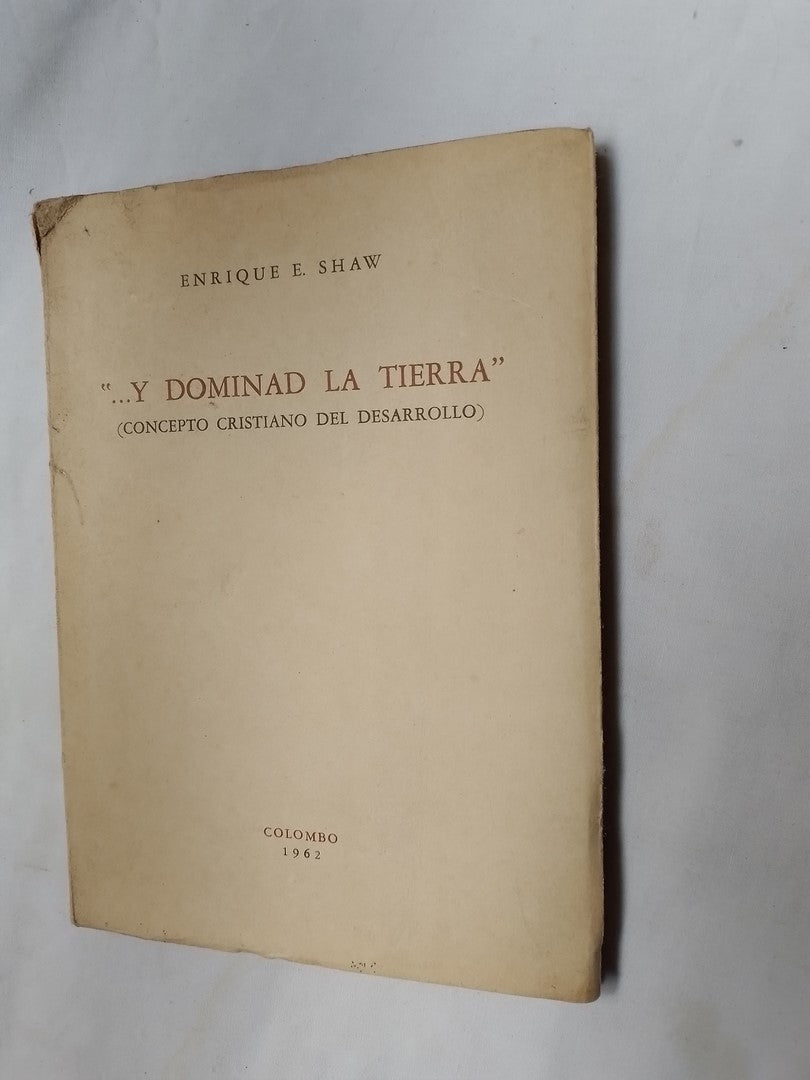 ENRIQUE E. SHAW
"...Y DOMINAD LA TIERRA"
(CONCEPTO CRISTIANO DEL DESARROLLO)
COLOMBO
1962